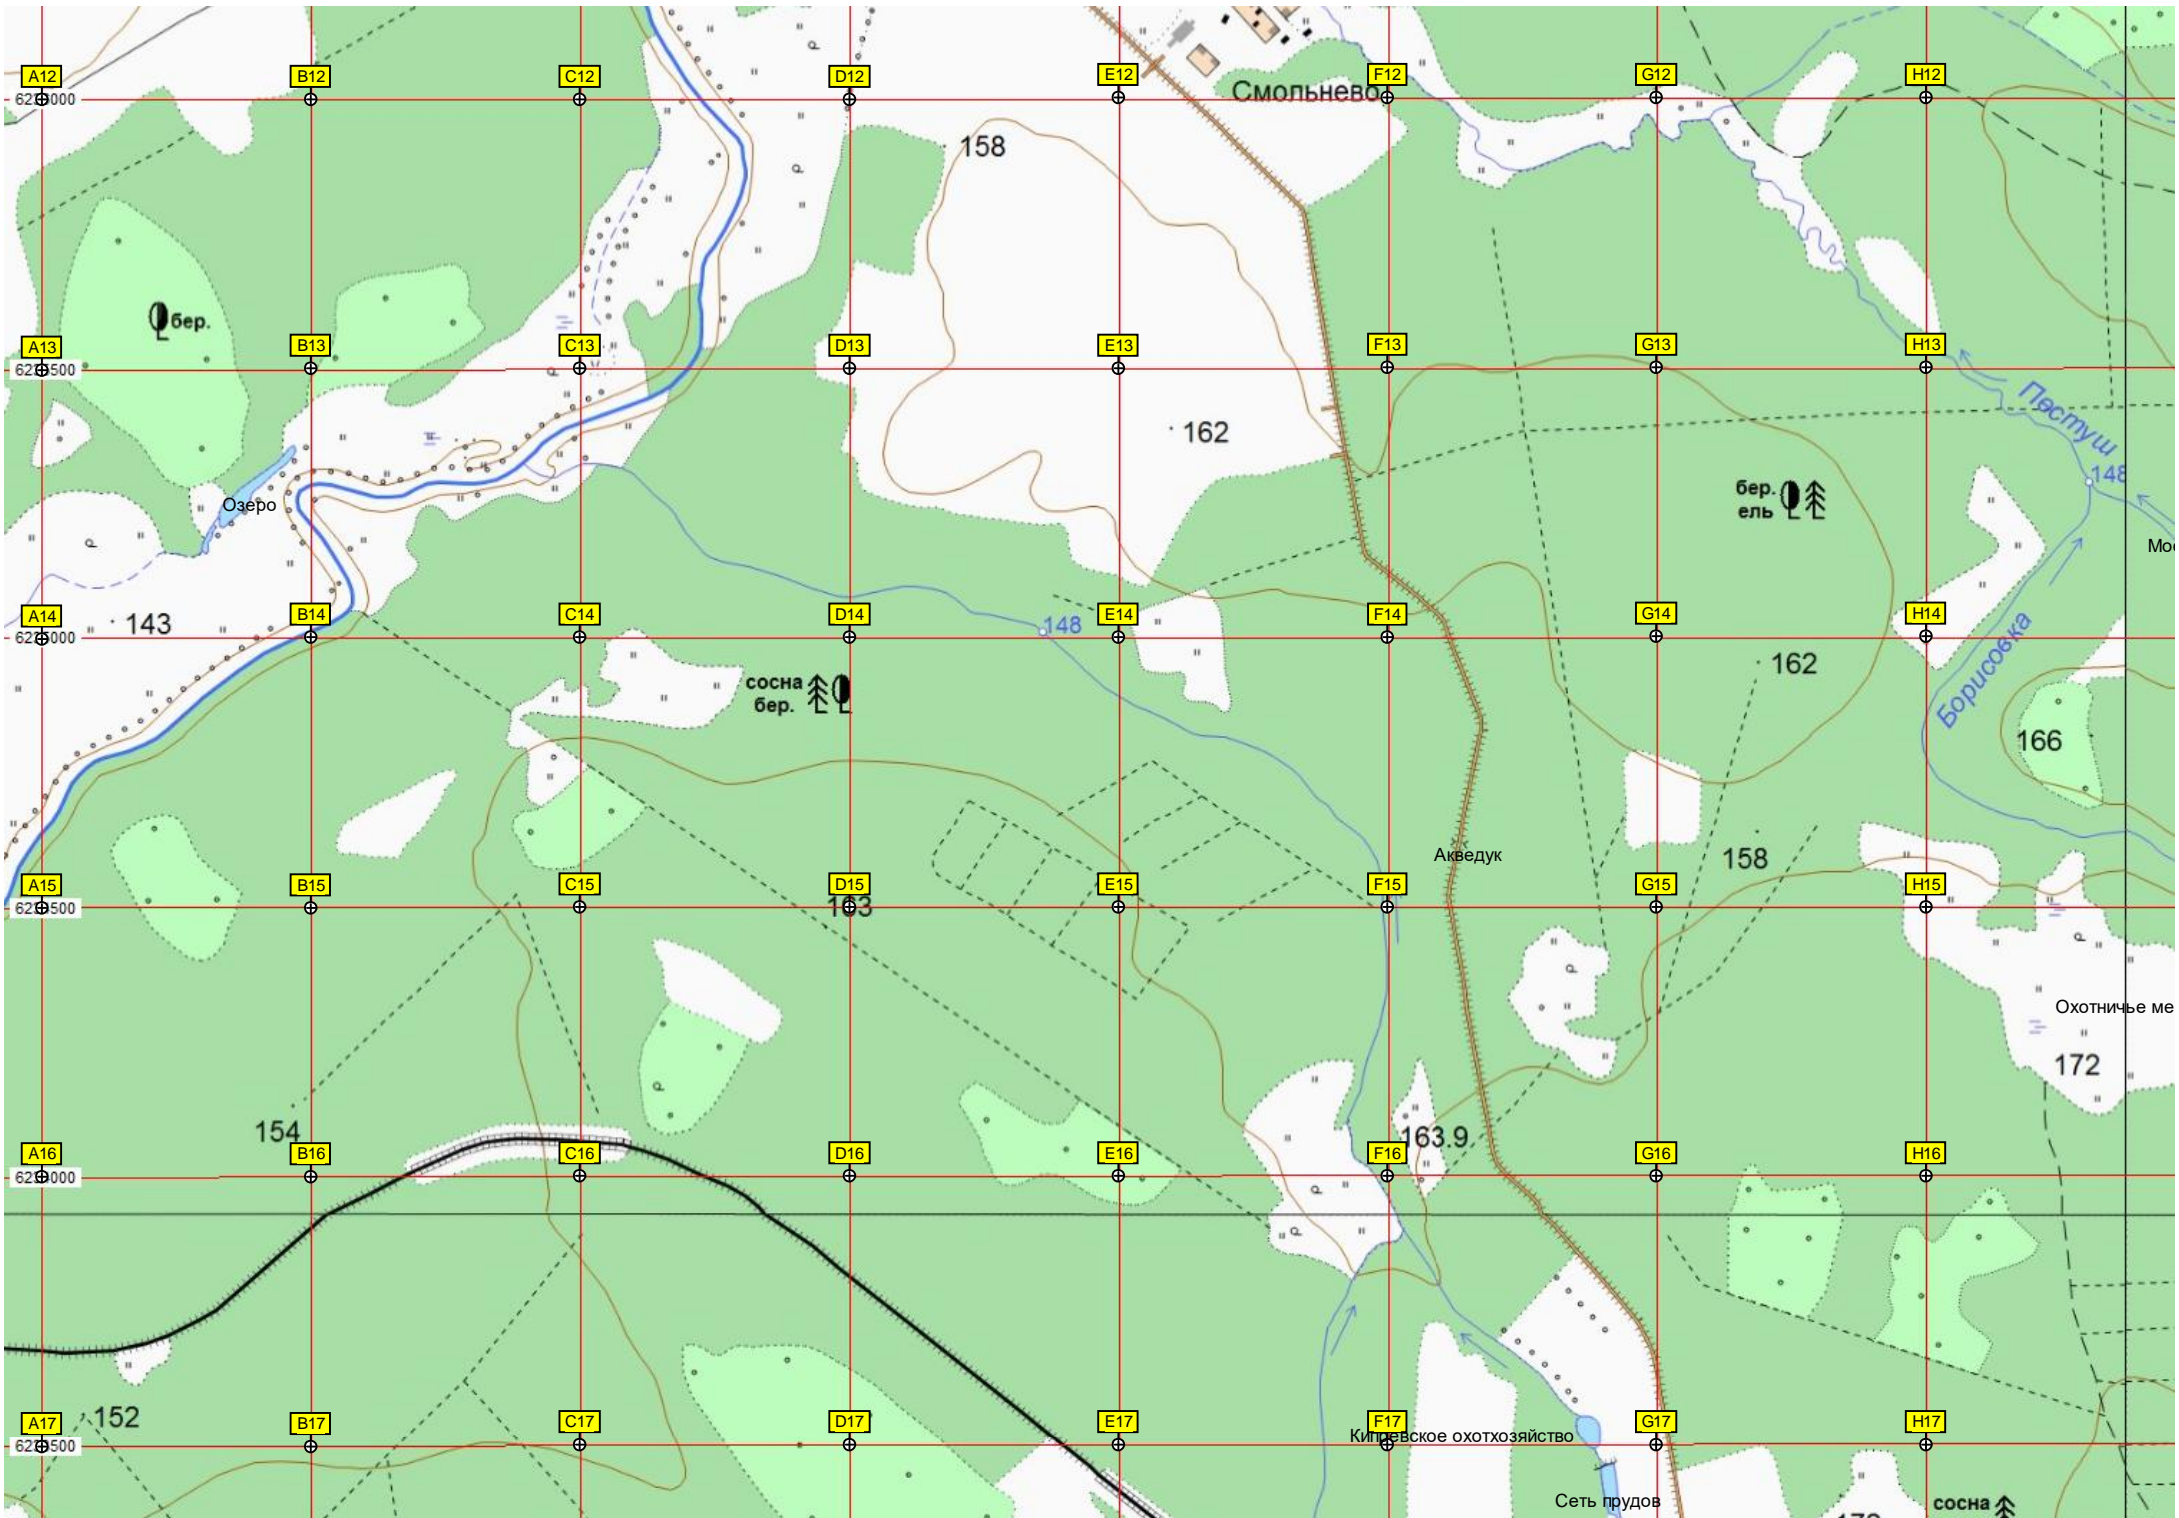 A12
B12
C12
D12
E12
F12
G12
H12
Смольнево
158
бер.
A13
B13
C13
D13
E13
F13
G13
H13
Пестуш
162
148
бер.
ель
Озеро
A14
143
B14
C14
D14
148
E14
F14
G14
H14
162
Борисовка
сосна
бер.
166
Акведук
158
A15
B15
C15
D15
163
E15
F15
G15
H15
Охотничье ме
172
154
163.9
A16
B16
C16
D16
E16
F16
G16
H16
A17
152
B17
C17
D17
E17
F17
G17
H17
Кипревское охотхозяйство
Сеть прудов
сосна